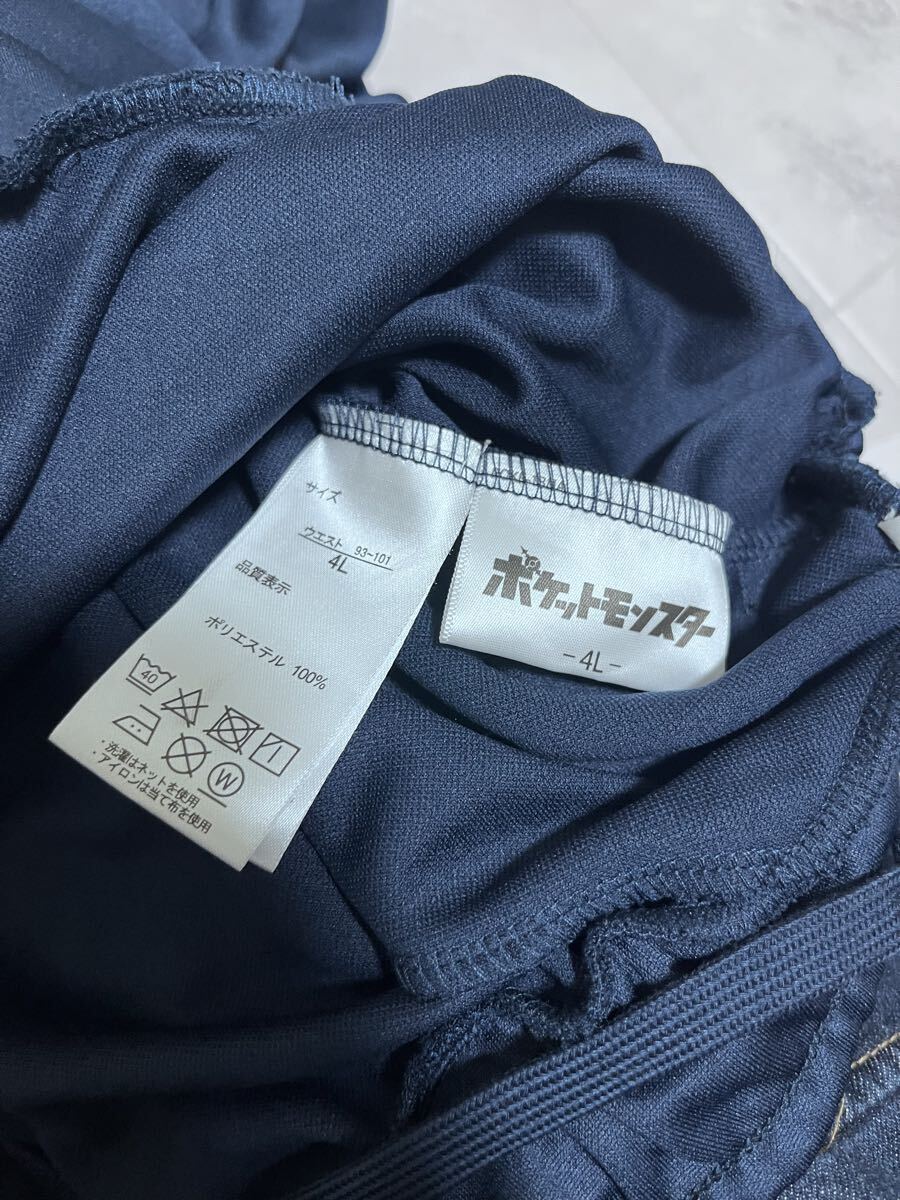 サイズ
ウエスト 93-101
4L
品質表示
ポリエステル 100%
40
W
・洗濯はネットを使用
・アイロンは当て布を使用
ポケットモンスター
-4L-